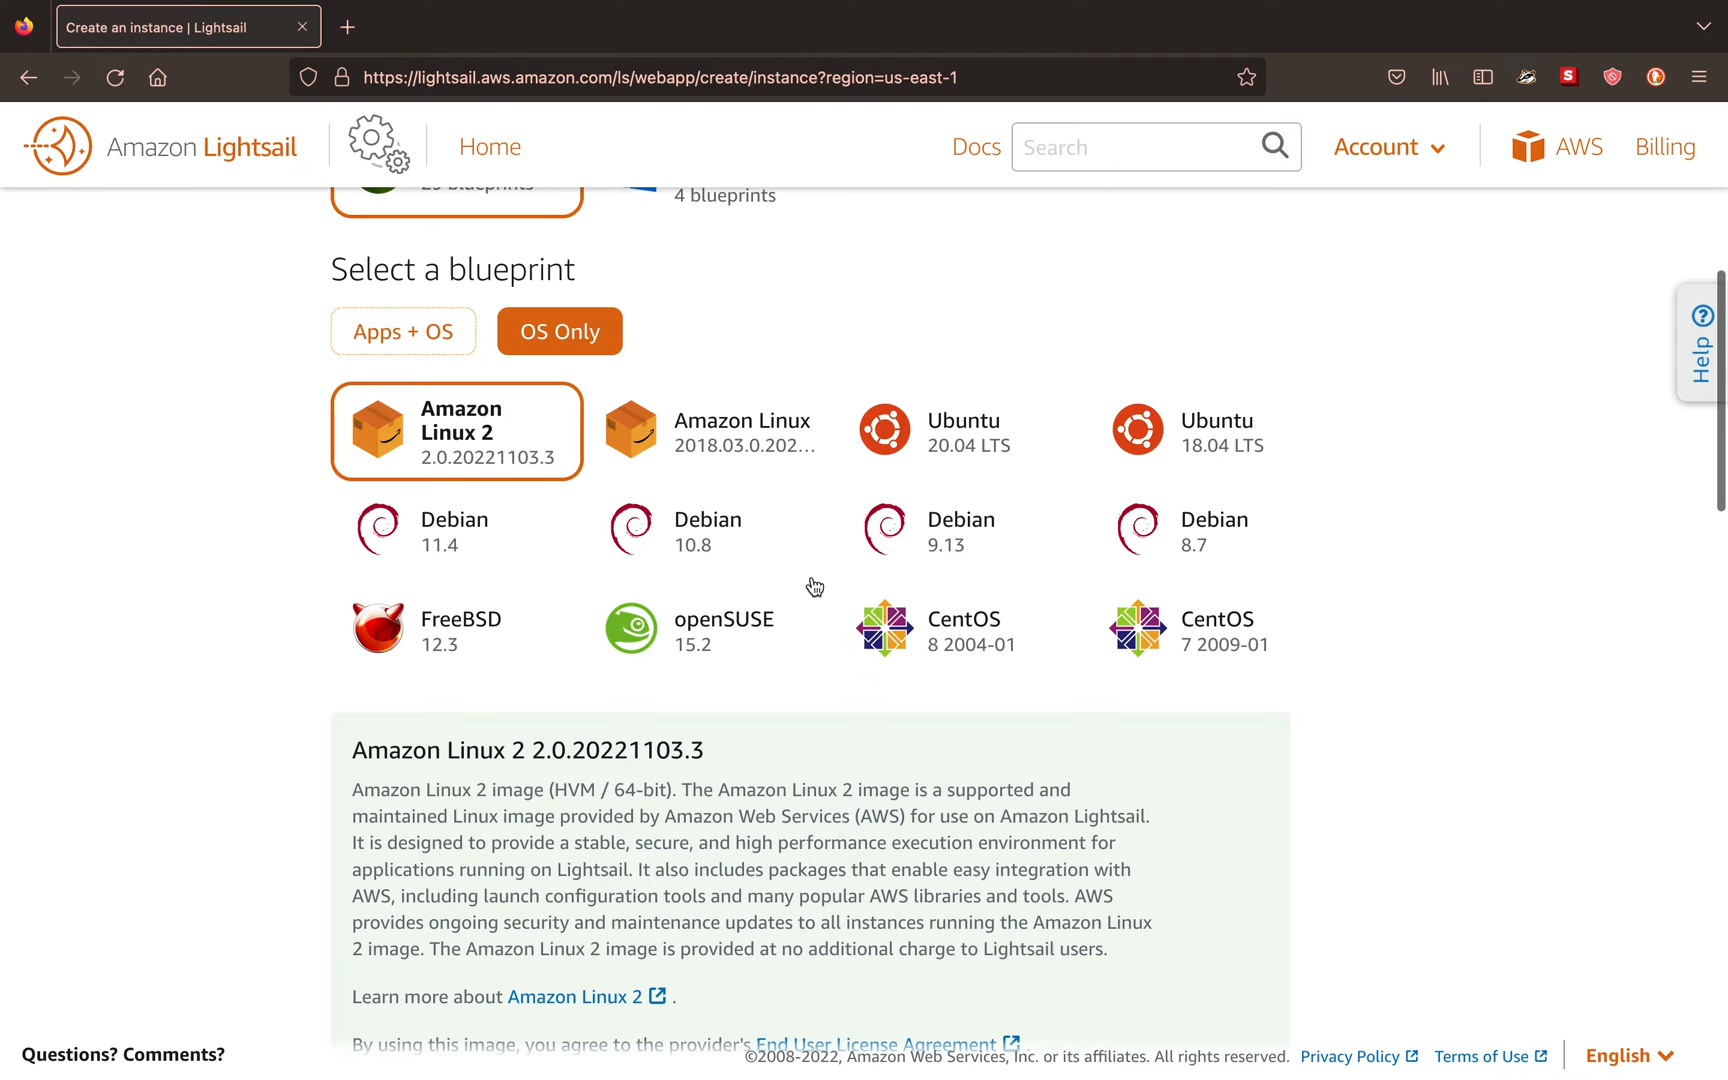 Create an instance | Lightsail
https://lightsail.aws.amazon.com/ls/webapp/create/instance?region=us-east-1
Amazon Lightsail
Home
Docs
Search
Account
AWS
Billing
blueprints
4 blueprints
Select a blueprint
Apps + OS
OS Only
Amazon Linux 2
2.0.20221103.3
Amazon Linux
2018.03.0.202...
Ubuntu
20.04 LTS
Ubuntu
18.04 LTS
Debian
11.4
Debian
10.8
Debian
9.13
Debian
8.7
FreeBSD
12.3
openSUSE
15.2
CentOS
8 2004-01
CentOS
7 2009-01
Help
Amazon Linux 2 2.0.20221103.3
Amazon Linux 2 image (HVM / 64-bit). The Amazon Linux 2 image is a supported and
maintained Linux image provided by Amazon Web Services (AWS) for use on Amazon Lightsail.
It is designed to provide a stable, secure, and high performance execution environment for
applications running on Lightsail. It also includes packages that enable easy integration with
AWS, including launch configuration tools and many popular AWS libraries and tools. AWS
provides ongoing security and maintenance updates to all instances running the Amazon Linux
2 image. The Amazon Linux 2 image is provided at no additional charge to Lightsail users.
Learn more about Amazon Linux 2 .
By using this image, you agree to the provider's End User License Agreement .
Questions? Comments?
©2008-2022, Amazon Web Services, Inc. or its affiliates. All rights reserved.
Privacy Policy
Terms of Use
English